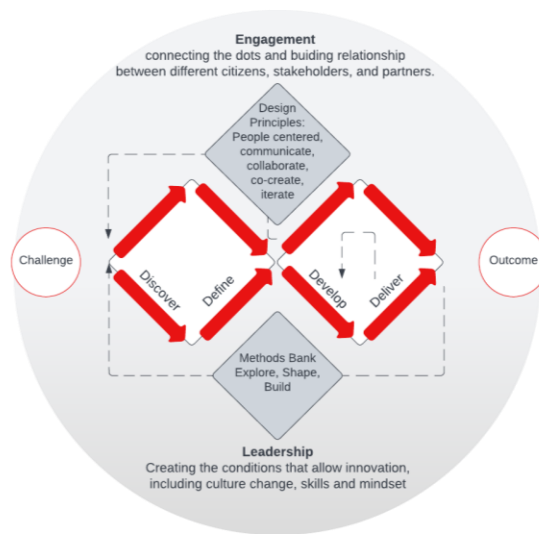 Engagement
connecting the dots and buiding relationship
between different citizens, stakeholders, and partners.
Design
Principles:
People centered,
communicate,
collaborate,
co-create,
iterate
Challenge
Discover
Define
Develop
Deliver
Outcome
Methods Bank
Explore, Shape,
Build
Leadership
Creating the conditions that allow innovation,
including culture change, skills and mindset